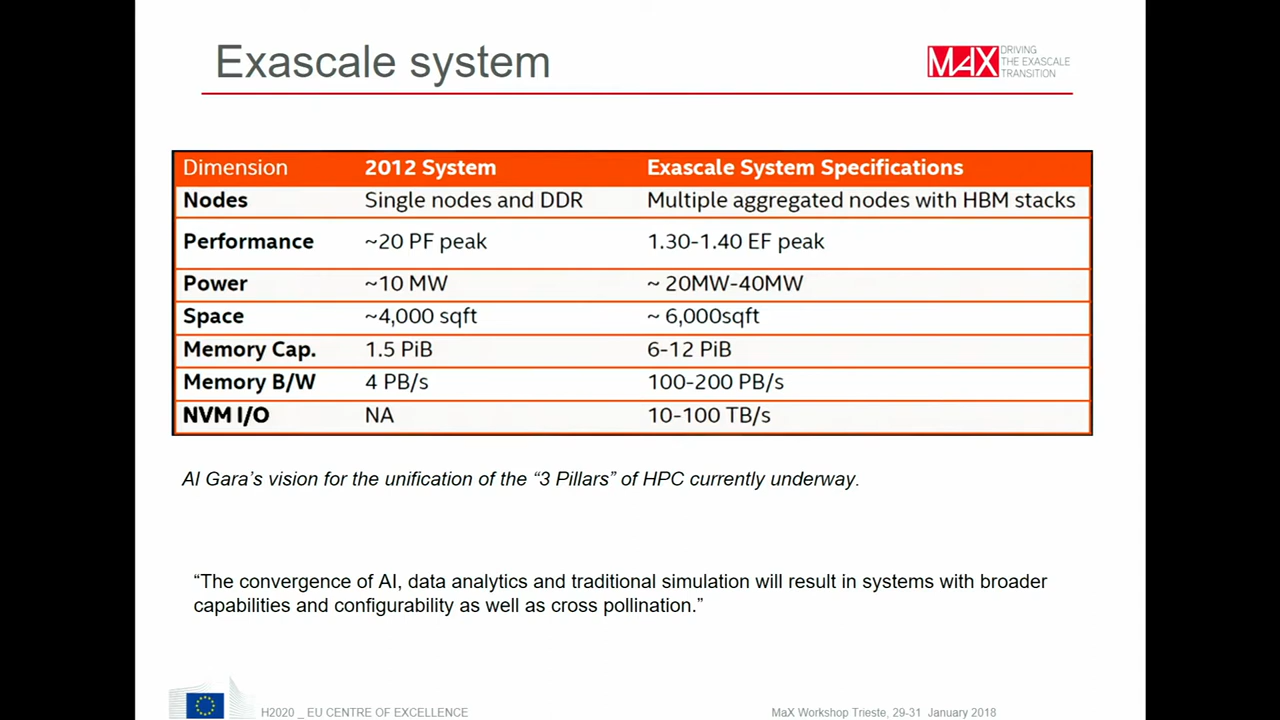 Exascale system
MAX DRIVING
THE EXASCALE
TRANSITION
Dimension 2012 System Exascale System Specifications
Nodes Single nodes and DDR Multiple aggregated nodes with HBM stacks
Performance ~20 PF peak 1.30-1.40 EF peak
Power ~10 MW ~ 20MW-40MW
Space ~4,000 sqft ~ 6,000sqft
Memory Cap. 1.5 PiB 6-12 PiB
Memory B/W 4 PB/s 100-200 PB/s
NVM I/O NA 10-100 TB/s
Al Gara's vision for the unification of the “3 Pillars” of HPC currently underway.
“The convergence of AI, data analytics and traditional simulation will result in systems with broader
capabilities and configurability as well as cross pollination.”
H2020 _ EU CENTRE OF EXCELLENCE MaX Workshop Trieste, 29-31 January 2018